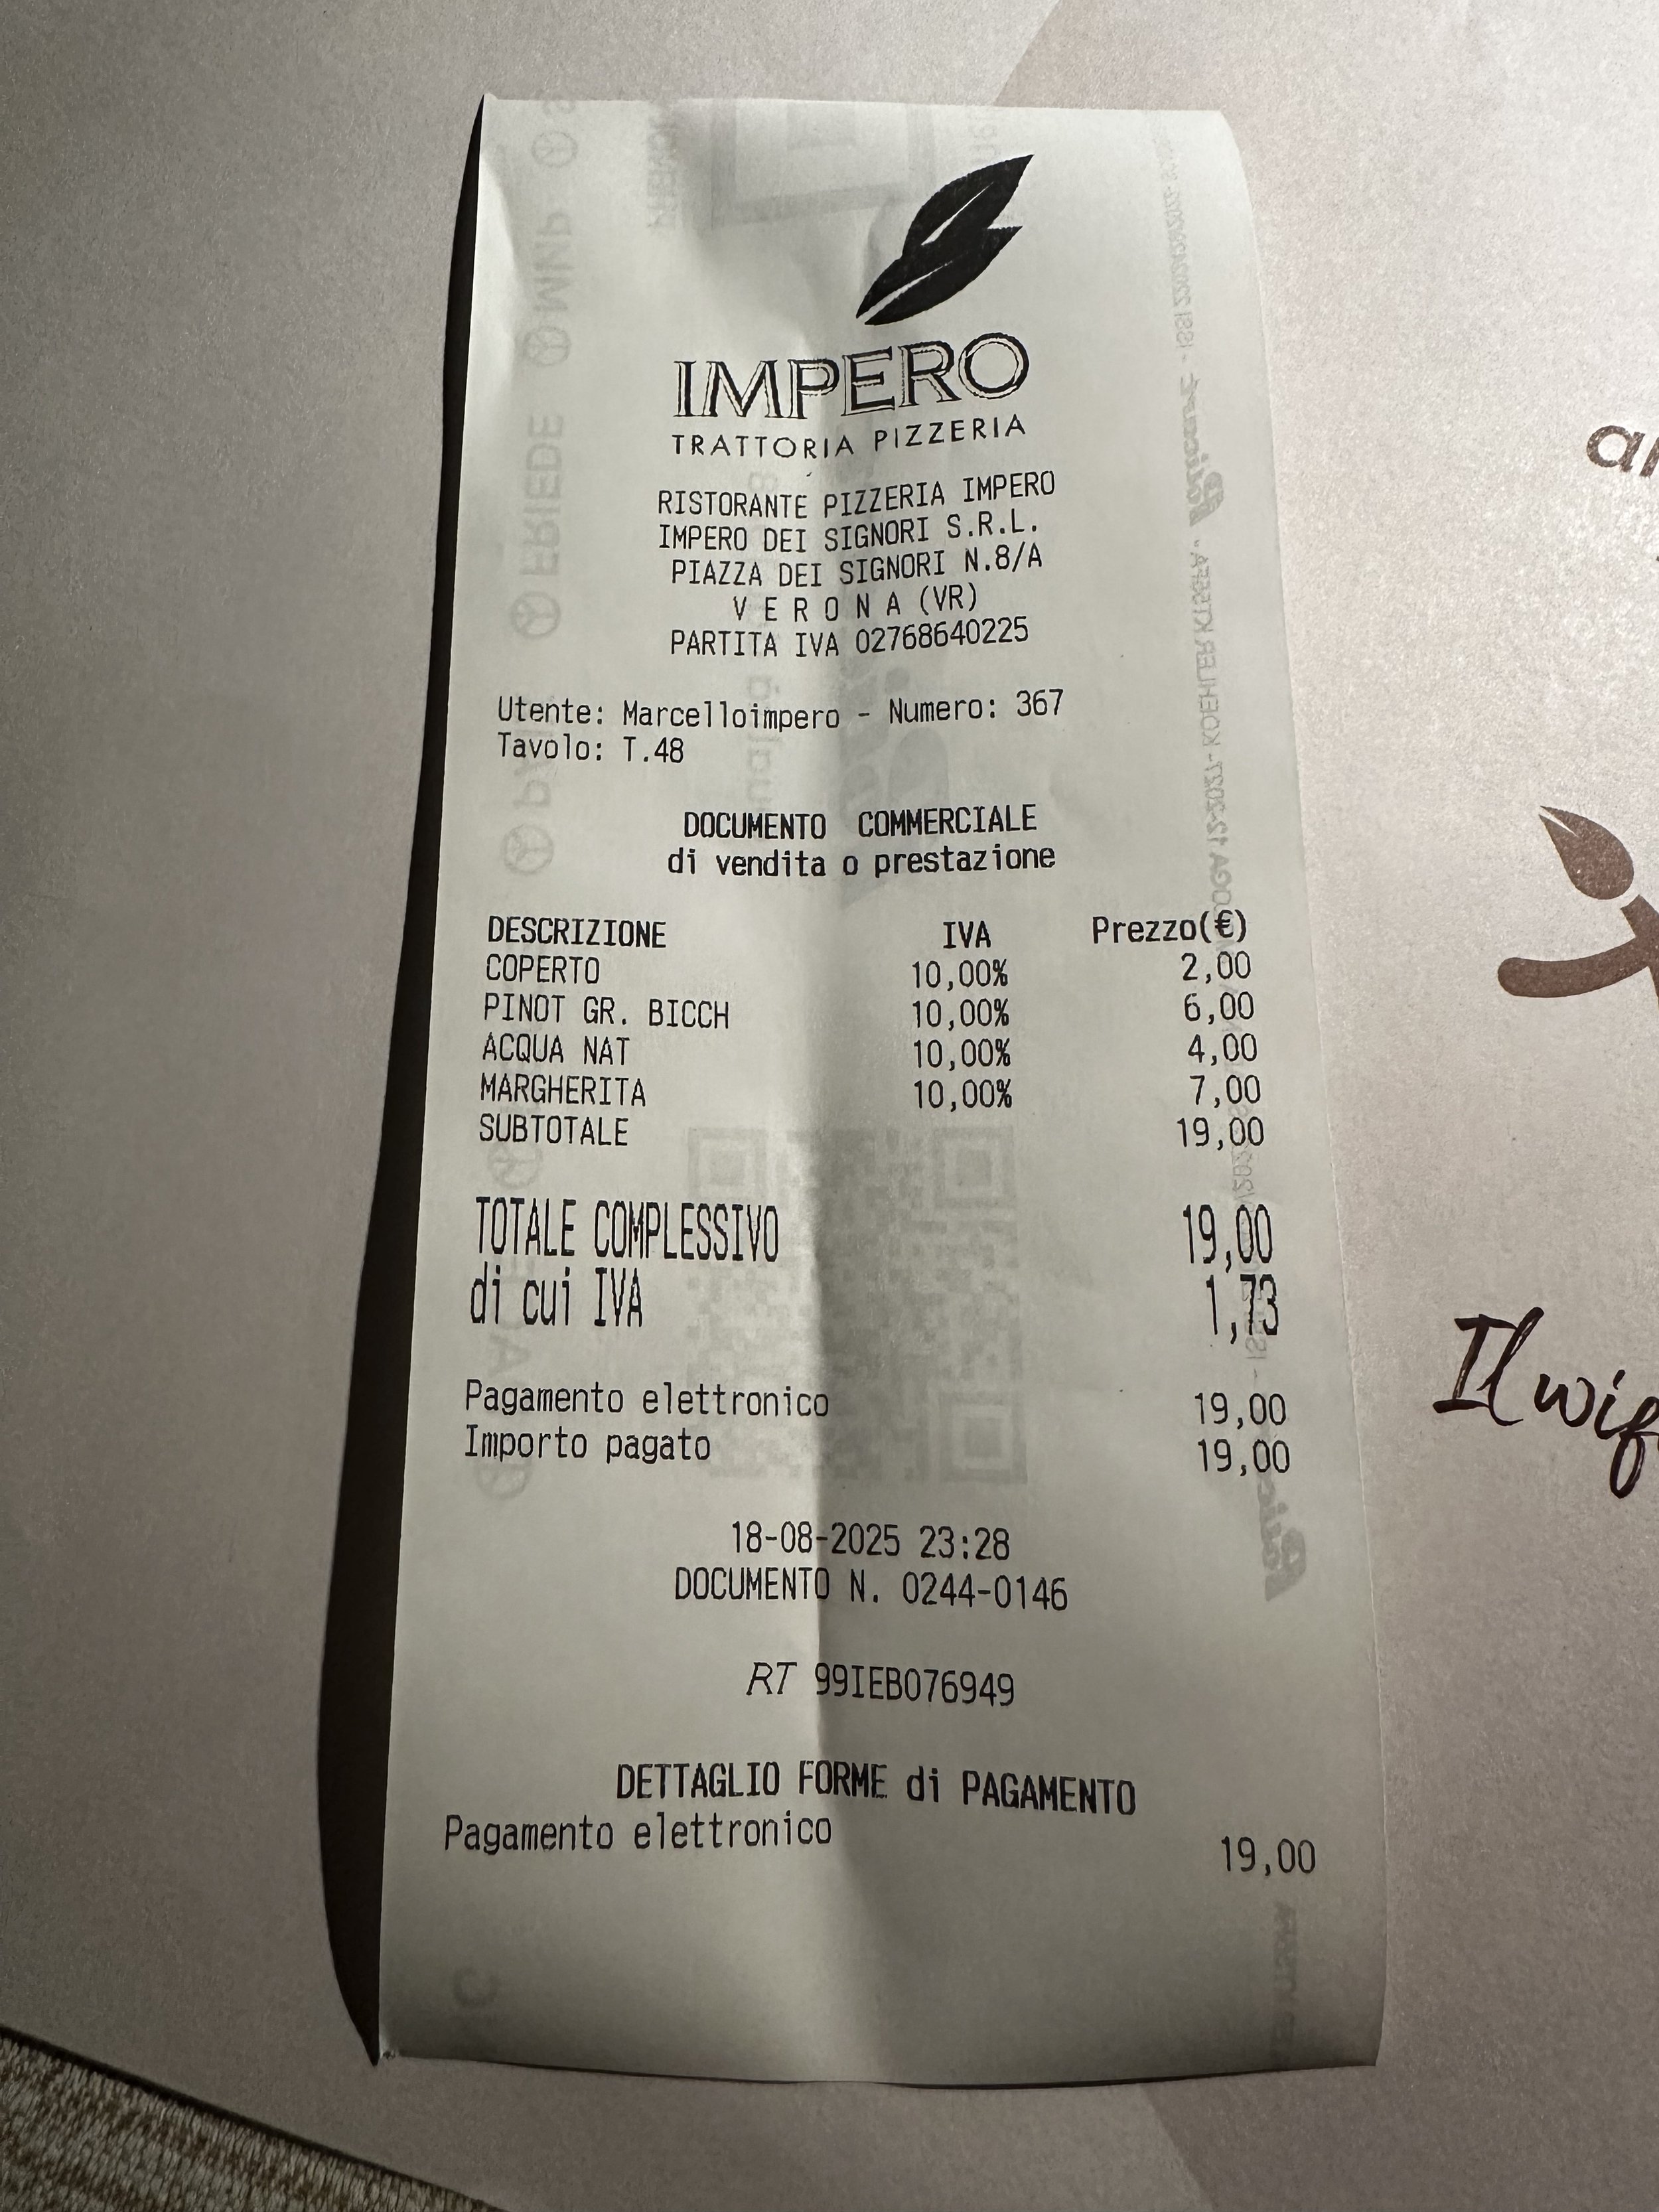 IMPERO
TRATTORIA PIZZERIA
RISTORANTE PIZZERIA IMPERO
IMPERO DEI SIGNORI S.R.L.
PIAZZA DEI SIGNORI N.8/A
V E R O N A (VR)
PARTITA IVA 02768640225
Utente: Marcelloimpero - Numero: 367
Tavolo: T.48
DOCUMENTO COMMERCIALE
di vendita o prestazione
DESCRIZIONE IVA Prezzo(€)
COPERTO 10,00% 2,00
PINOT GR. BICCH 10,00% 6,00
ACQUA NAT 10,00% 4,00
MARGHERITA 10,00% 7,00
SUBTOTALE 19,00
TOTALE COMPLESSIVO 19,00
di cui IVA 1,73
Pagamento elettronico 19,00
Importo pagato 19,00
18-08-2025 23:28
DOCUMENTO N. 0244-0146
RT 99IEB076949
DETTAGLIO FORME di PAGAMENTO
Pagamento elettronico 19,00
Il